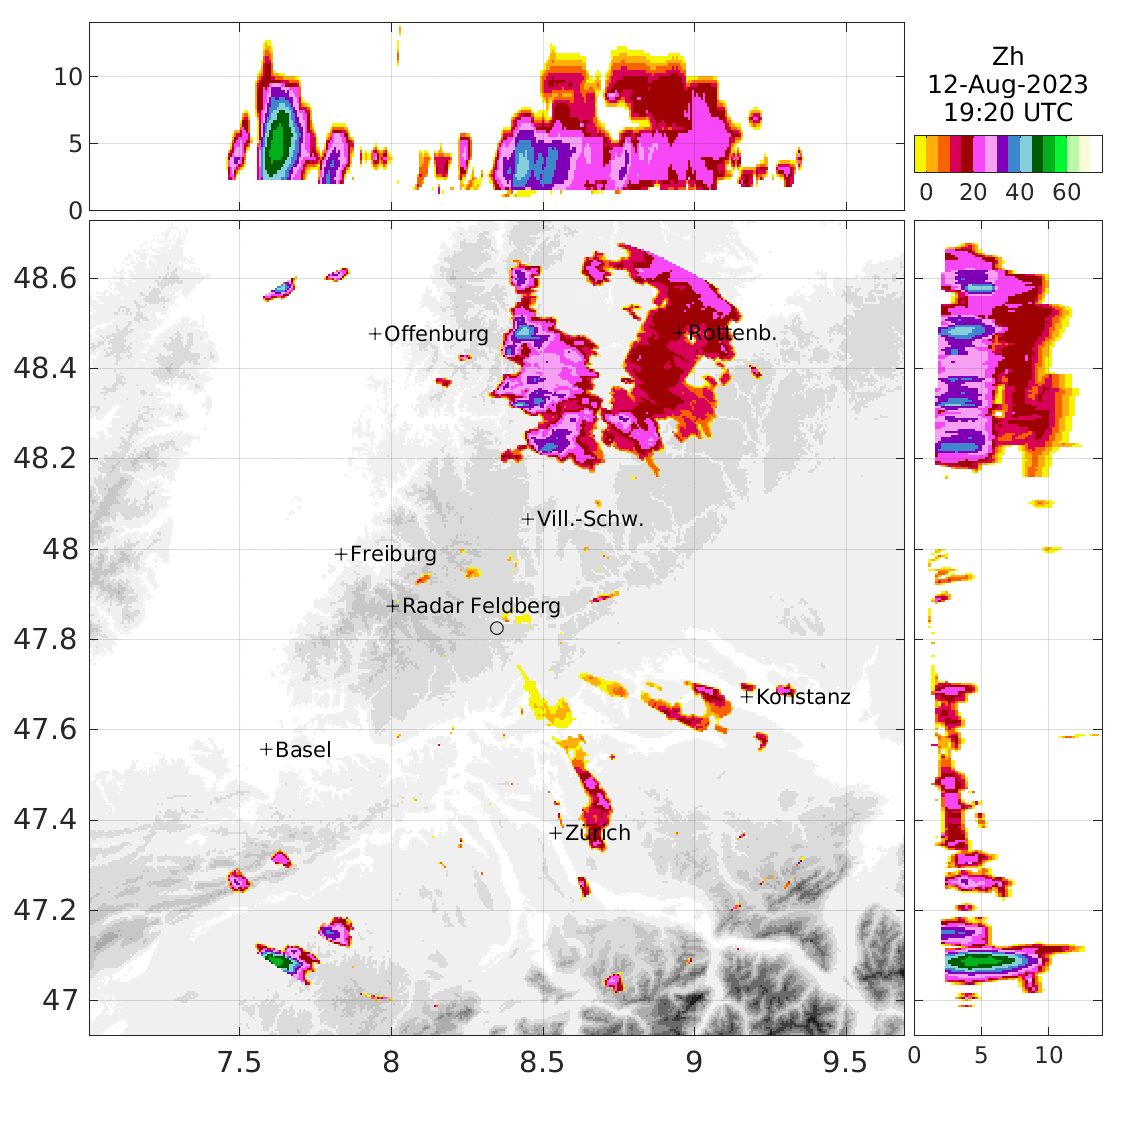 10
5
0
Zh
12-Aug-2023
19:20 UTC
0 20 40 60
48.6
48.4
48.2
48
47.8
47.6
47.4
47.2
47
Offenburg
Rottenb.
Vill.-Schw.
Freiburg
Radar Feldberg
Konstanz
Basel
Zürich
7.5 8 8.5 9 9.5
0 5 10